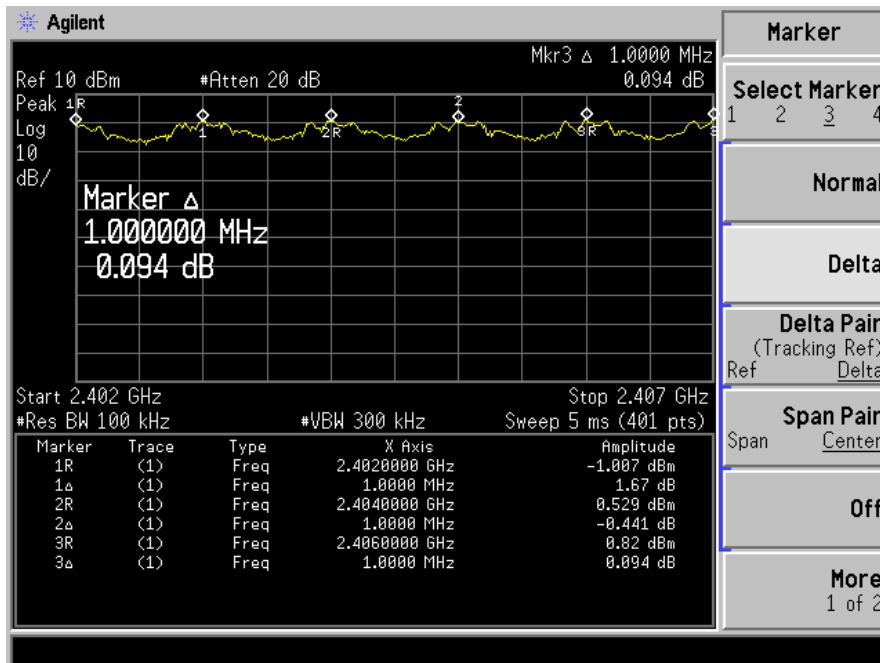 Agilent
Marker
Mkr3 Δ 1.0000 MHz
Ref 10 dBm #Atten 20 dB 0.094 dB
Peak
Log
10
dB/
1R
1
2R
2
3R
3
Marker Δ
1.000000 MHz
0.094 dB
Start 2.402 GHz Stop 2.407 GHz
#Res BW 100 kHz #VBW 300 kHz Sweep 5 ms (401 pts)
Marker Trace Type X Axis Amplitude
1R (1) Freq 2.4020000 GHz -1.007 dBm
1Δ (1) Freq 1.0000 MHz 1.67 dB
2R (1) Freq 2.4040000 GHz 0.529 dBm
2Δ (1) Freq 1.0000 MHz -0.441 dB
3R (1) Freq 2.4060000 GHz 0.82 dBm
3Δ (1) Freq 1.0000 MHz 0.094 dB
Select Marker
1 2 3 4
Normal
Delta
Delta Pair
(Tracking Ref)
Ref Delta
Span Pair
Span Center
Off
More
1 of 2